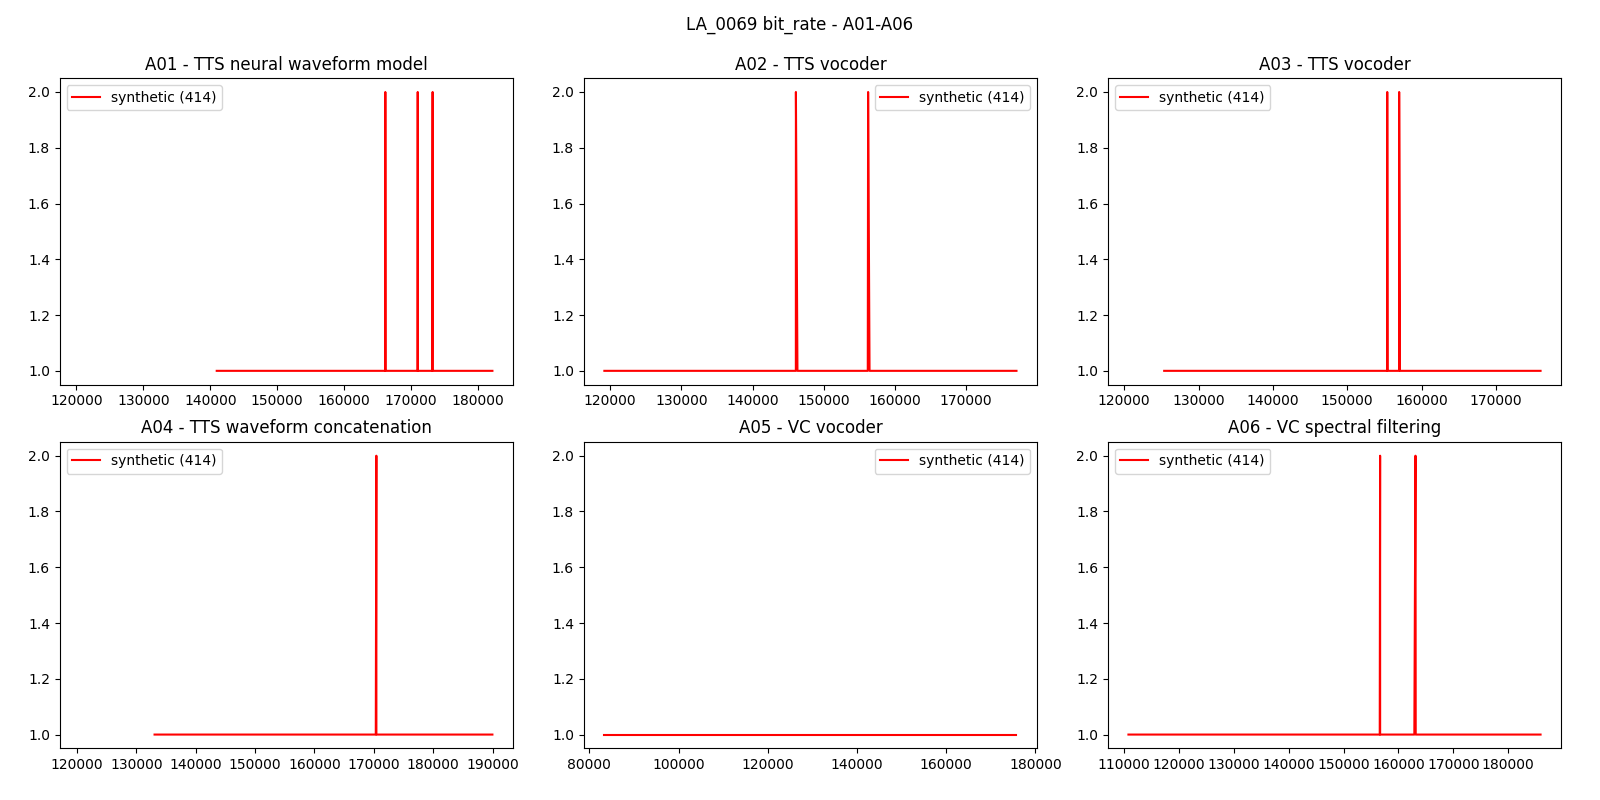 LA_0069 bit_rate - A01-A06
A01 - TTS neural waveform model
synthetic (414)
2.0
1.8
1.6
1.4
1.2
1.0
120000 130000 140000 150000 160000 170000 180000
A02 - TTS vocoder
synthetic (414)
2.0
1.8
1.6
1.4
1.2
1.0
120000 130000 140000 150000 160000 170000
A03 - TTS vocoder
synthetic (414)
2.0
1.8
1.6
1.4
1.2
1.0
120000 130000 140000 150000 160000 170000
A04 - TTS waveform concatenation
synthetic (414)
2.0
1.8
1.6
1.4
1.2
1.0
120000 130000 140000 150000 160000 170000 180000 190000
A05 - VC vocoder
synthetic (414)
2.0
1.8
1.6
1.4
1.2
1.0
80000 100000 120000 140000 160000 180000
A06 - VC spectral filtering
synthetic (414)
2.0
1.8
1.6
1.4
1.2
1.0
110000 120000 130000 140000 150000 160000 170000 180000